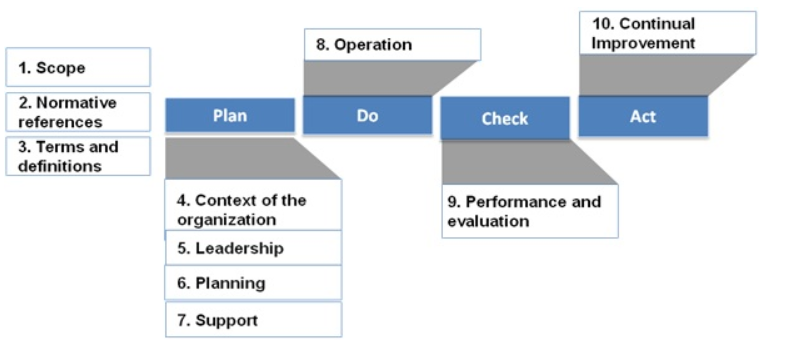 1. Scope
2. Normative
references
3. Terms and
definitions
Plan
4. Context of the
organization
5. Leadership
6. Planning
7. Support
8. Operation
Do
Check
9. Performance and
evaluation
10. Continual
Improvement
Act